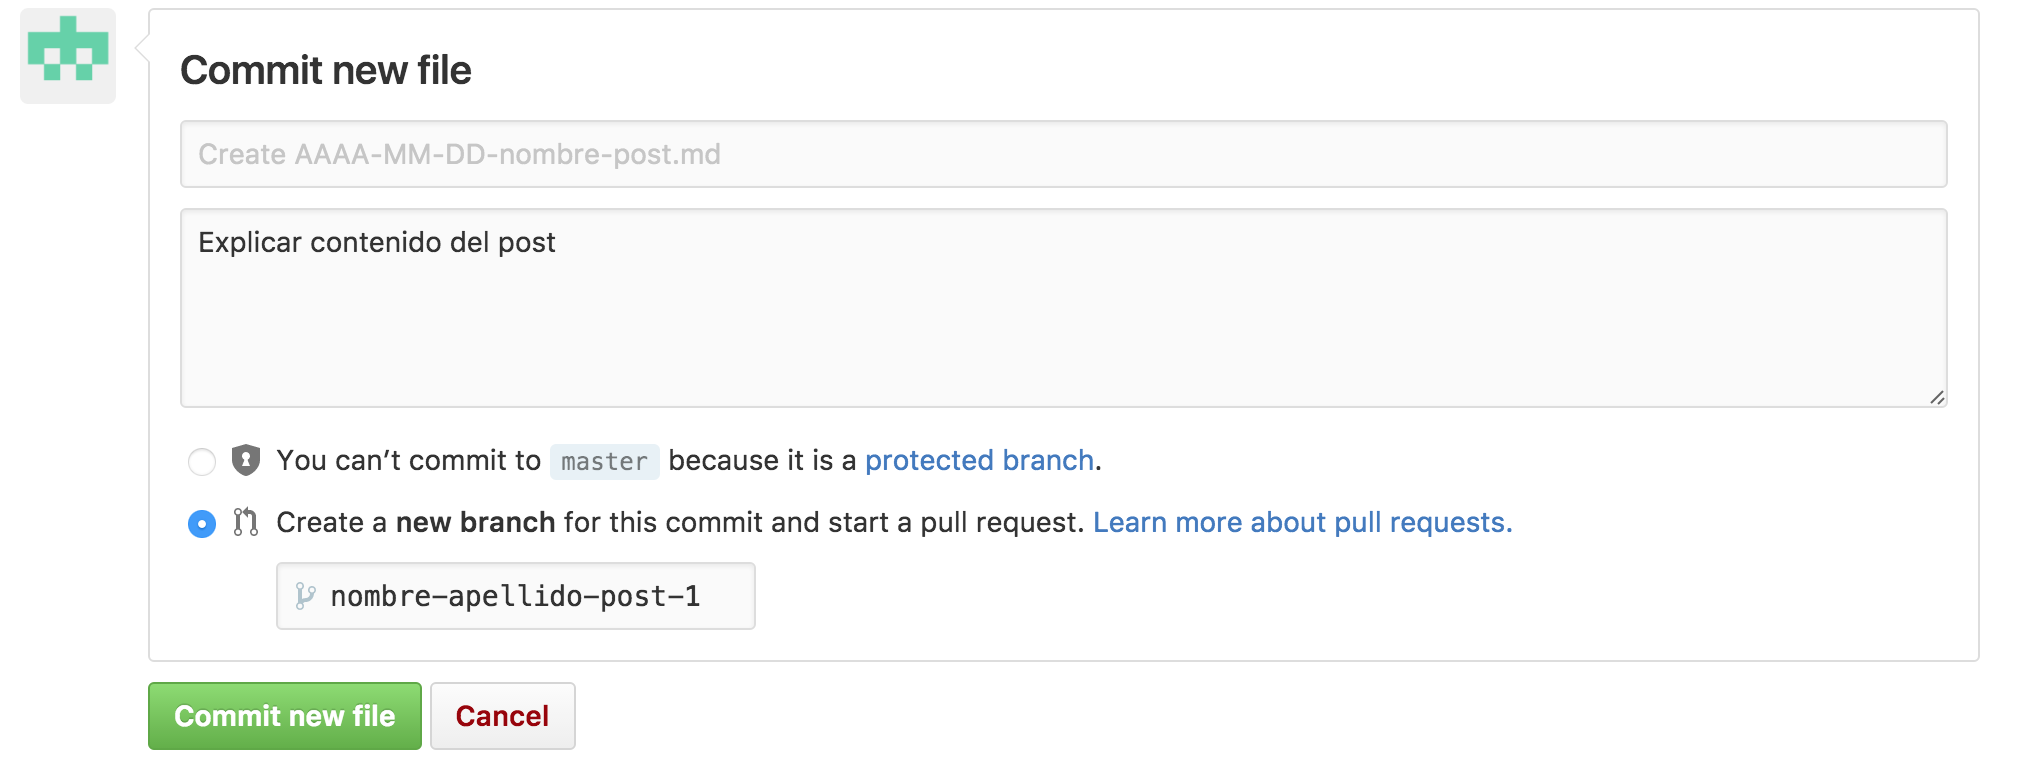 Commit new file
Create AAAA-MM-DD-nombre-post.md
Explicar contenido del post
You can’t commit to master because it is a protected branch.
Create a new branch for this commit and start a pull request. Learn more about pull requests.
nombre-apellido-post-1
Commit new file Cancel